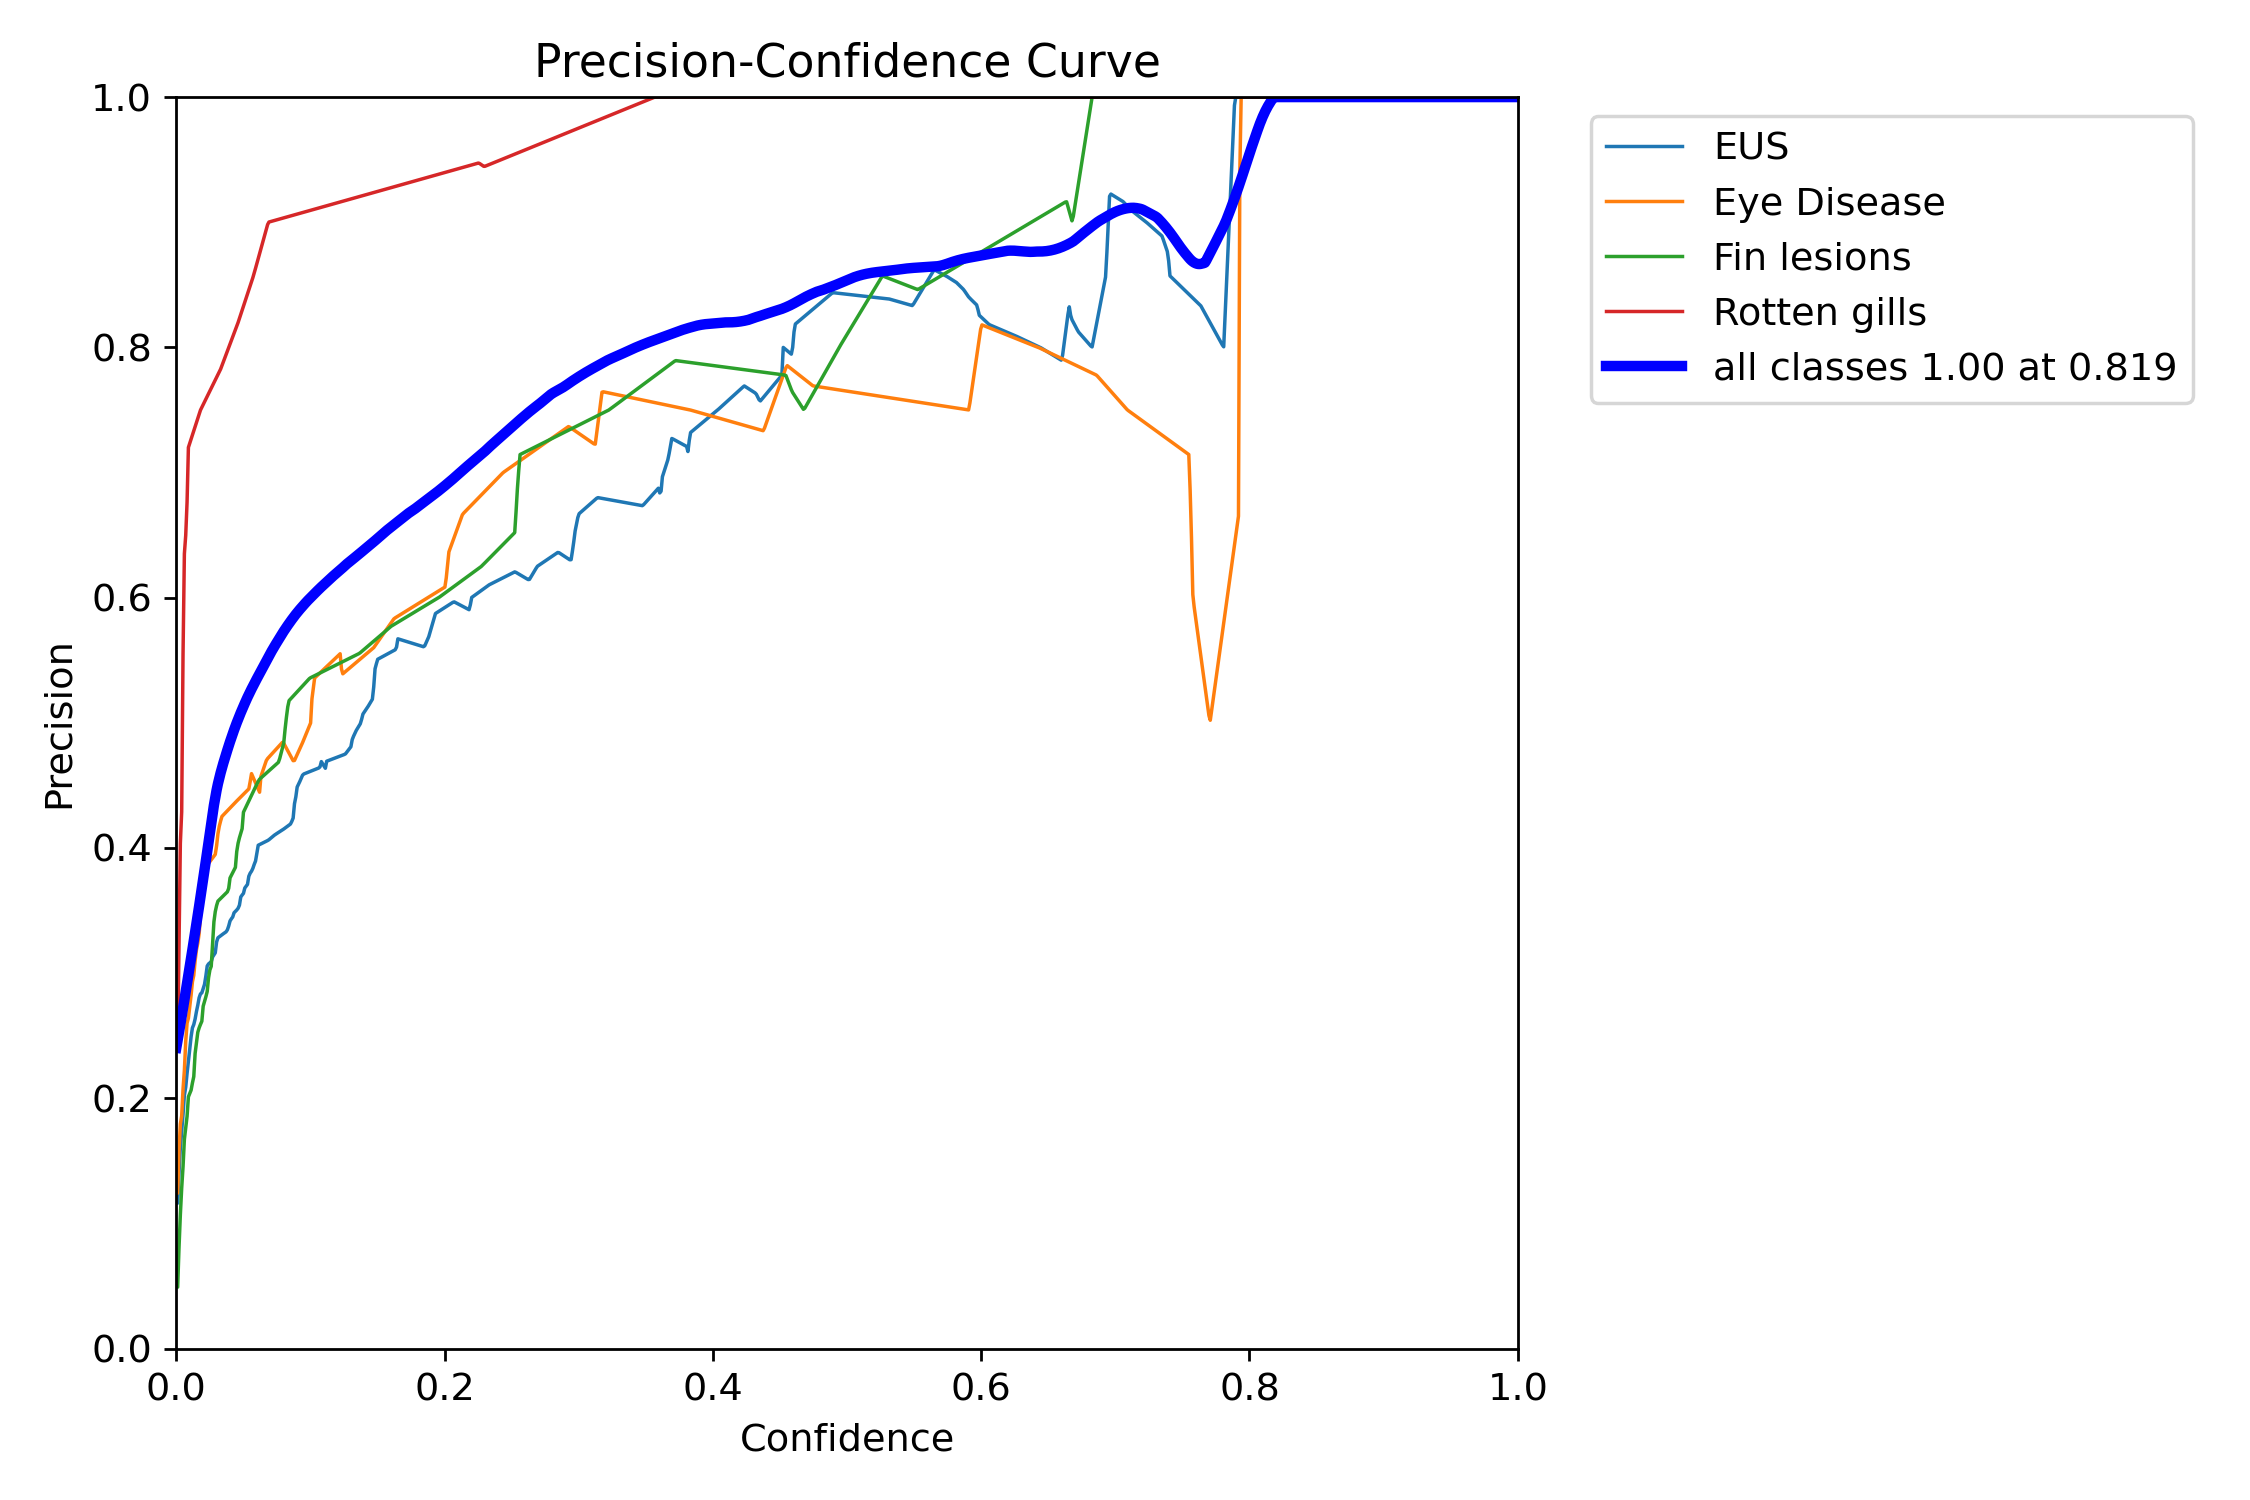 Precision-Confidence Curve
1.0
0.8
0.6
0.4
0.2
0.0
Precision
0.0 0.2 0.4 0.6 0.8 1.0
Confidence
EUS
Eye Disease
Fin lesions
Rotten gills
all classes 1.00 at 0.819